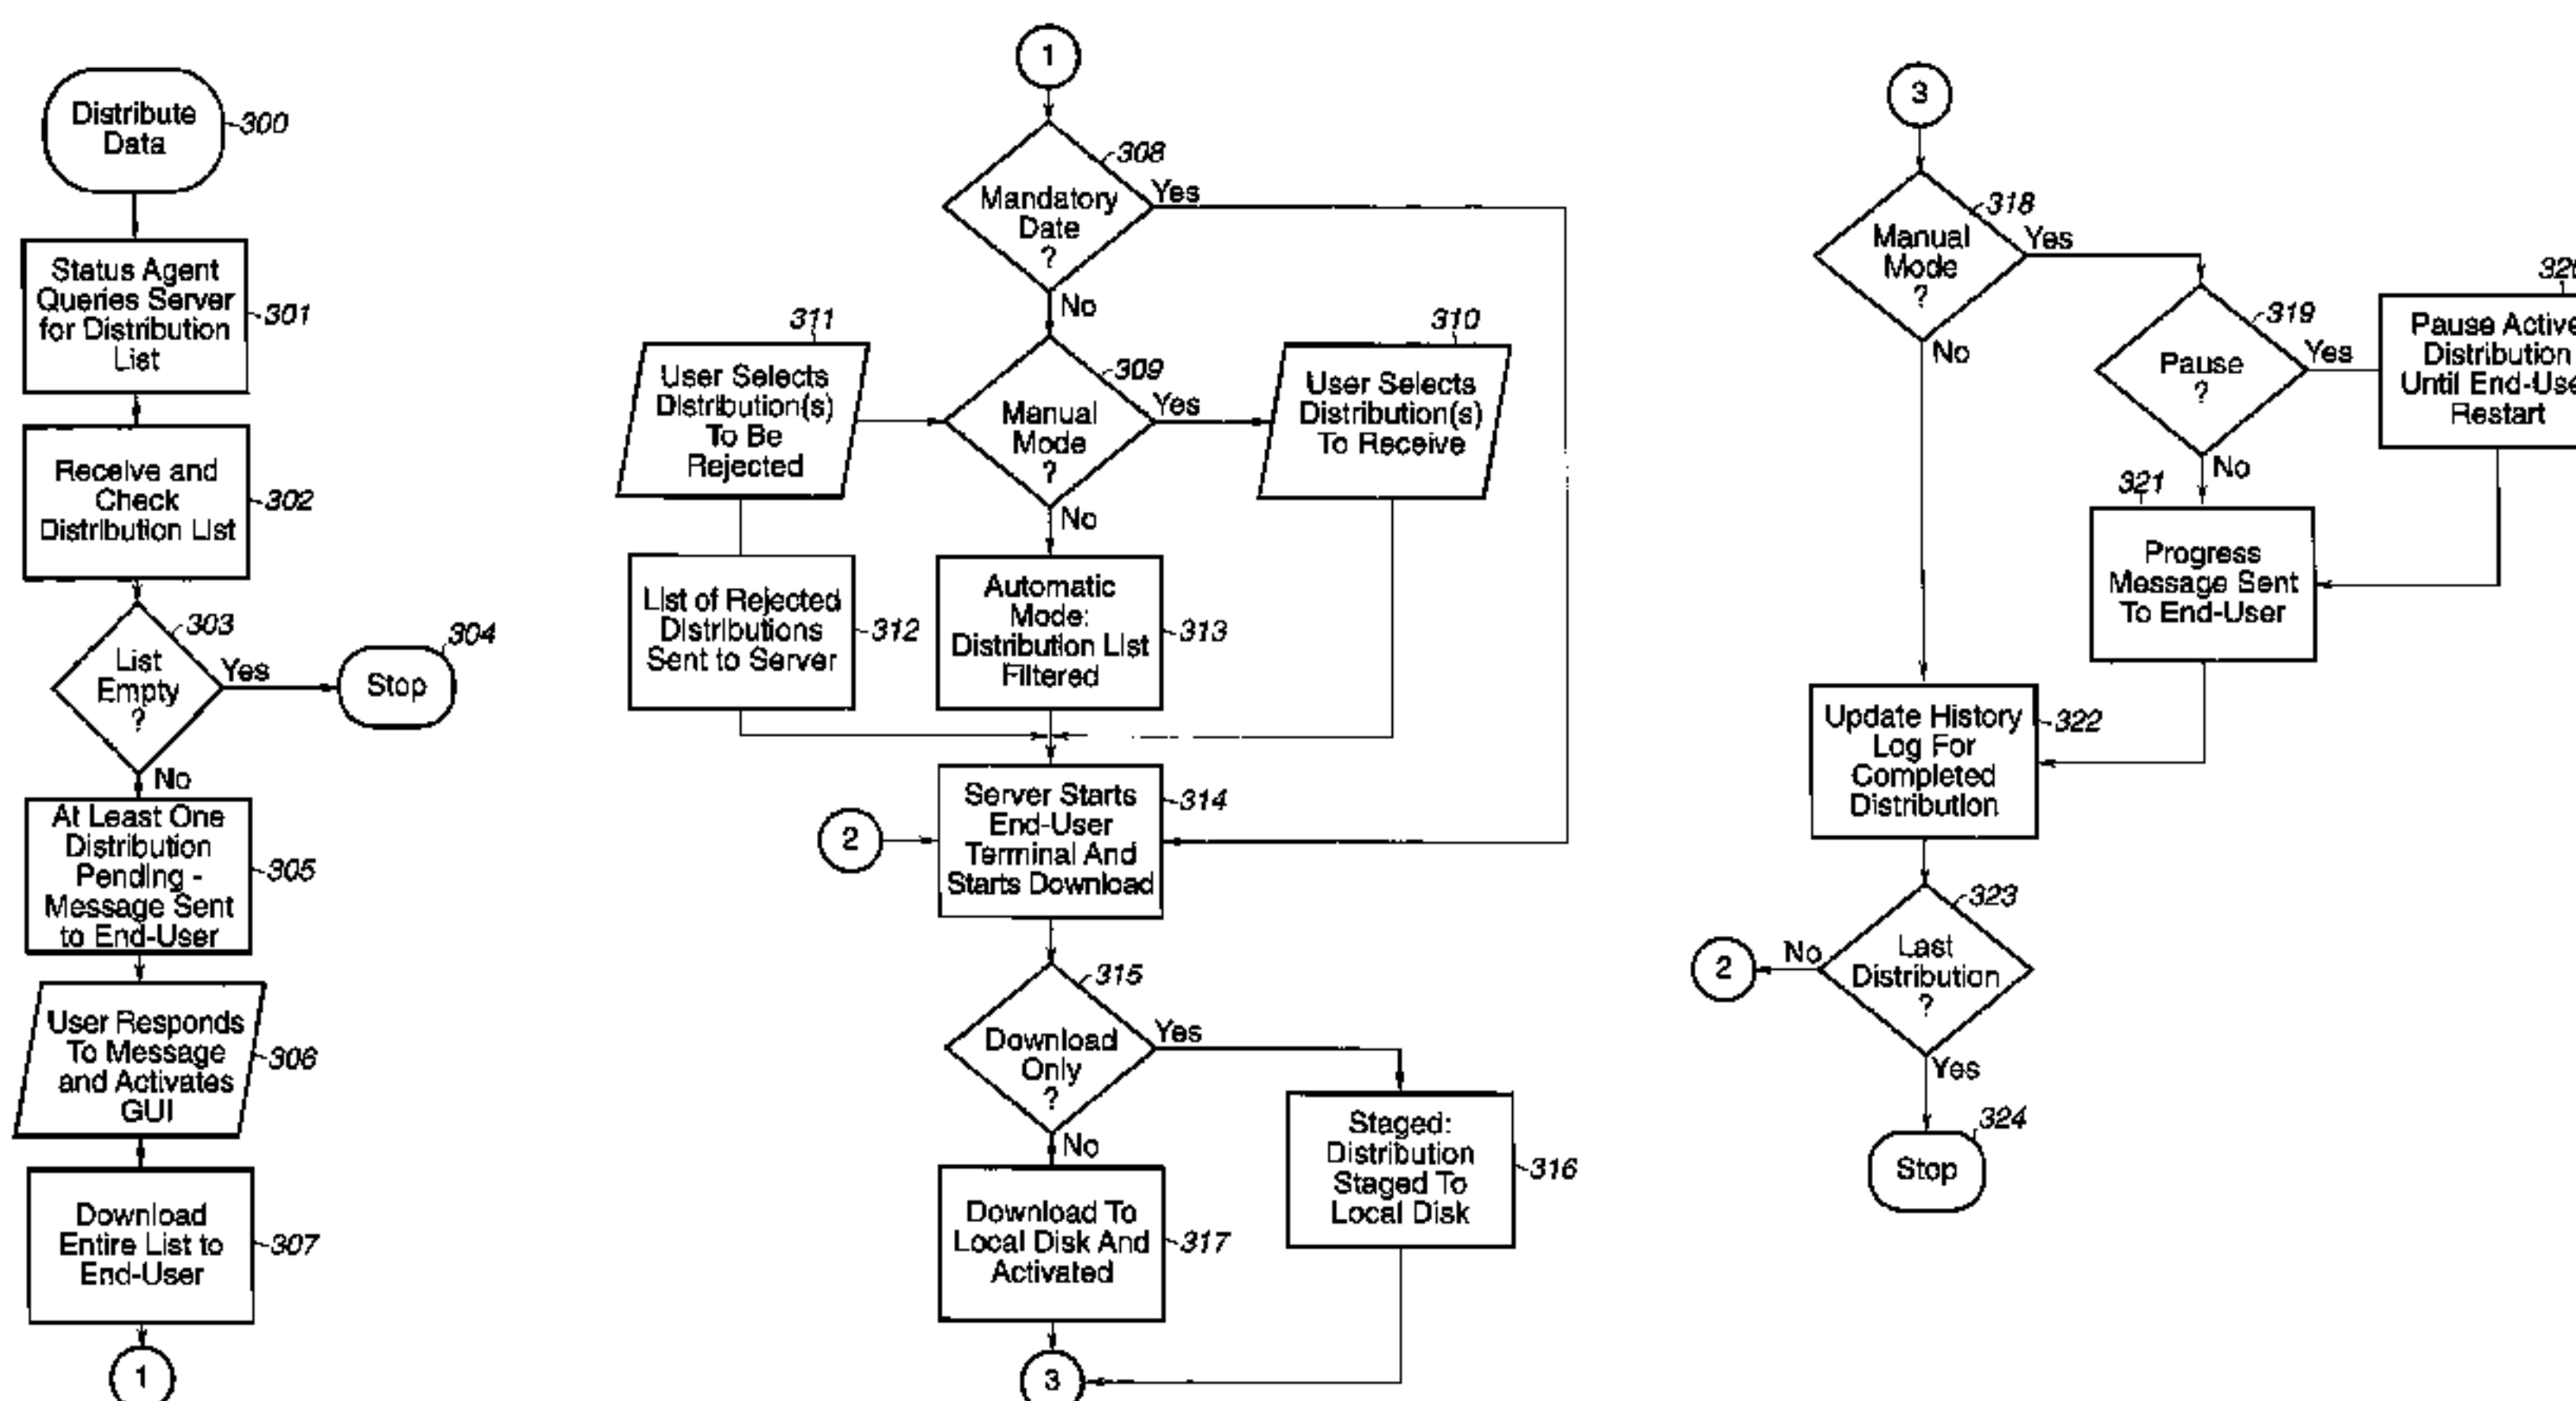 Distribute
Data
300
Status Agent
Queries Server
for Distribution
List
301
Receive and
Check
Distribution List
302
303
List
Empty
?
Yes
304
Stop
No
At Least One
Distribution
Pending -
Message Sent
to End-User
305
User Responds
To Message
and Activates
GUI
306
Download
Entire List to
End-User
307
1
1
308
Mandatory
Date
?
Yes
No
311
User Selects
Distribution(s)
To Be
Rejected
309
Manual
Mode
?
Yes
310
User Selects
Distribution(s)
To Receive
No
List of Rejected
Distributions
Sent to Server
312
Automatic
Mode:
Distribution List
Filtered
313
2
Server Starts
End-User
Terminal And
Starts Download
314
315
Download
Only
?
Yes
No
Staged:
Distribution
Staged To
Local Disk
316
Download To
Local Disk And
Activated
317
3
3
318
Manual
Mode
?
Yes
No
319
Pause
?
Yes
Pause Active
Distribution
Until End-User
Restart
No
321
Progress
Message Sent
To End-User
Update History
Log For
Completed
Distribution
322
323
Last
Distribution
?
No
2
Yes
324
Stop